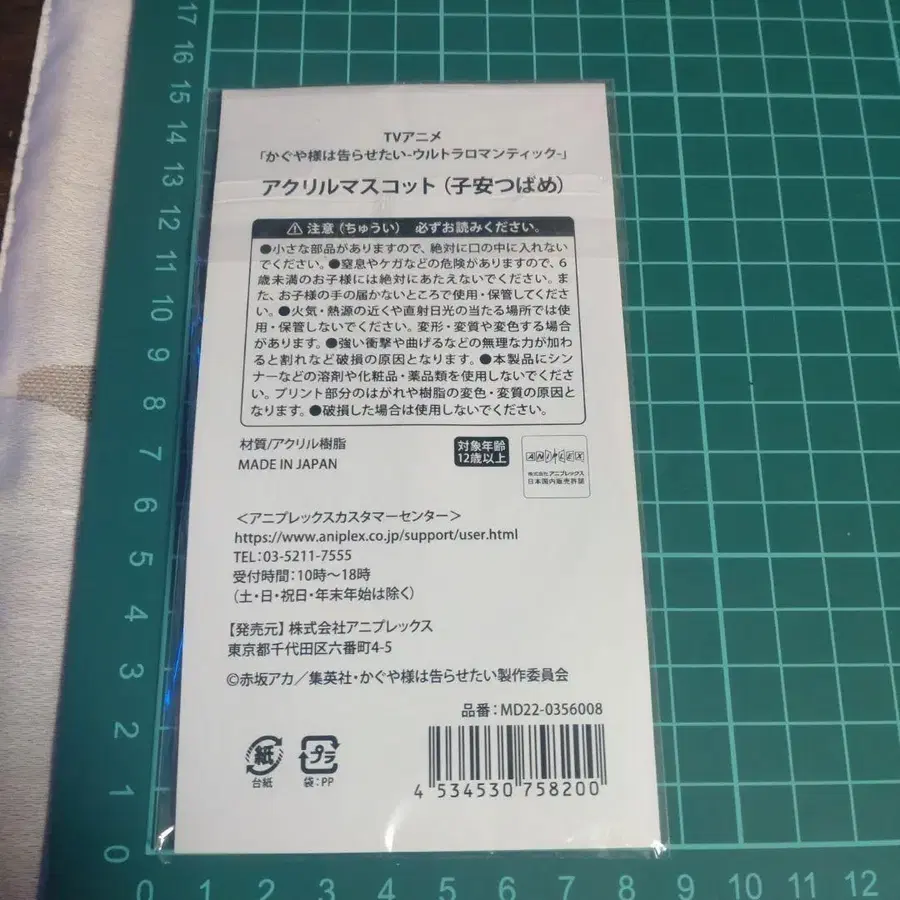 TVアニメ
「かぐや様は告らせたい-ウルトラロマンティック-」
アクリルマスコット（子安つばめ）
⚠ 注意（ちゅうい） 必ずお読みください。
●小さな部品がありますので、絶対に口の中に入れない
でください。●窒息やケガなどの危険がありますので、6
歳未満のお子様には絶対にあたえないでください。ま
た、お子様の手の届かないところで使用・保管してくださ
い。●火気・熱源の近くや直射日光の当たる場所では使
用・保管しないでください。変形・変質や変色する場合
があります。●強い衝撃や曲げるなどの無理な力が加わ
ると割れなど破損の原因となります。●本製品にシン
ナーなどの溶剤や化粧品・薬品類を使用しないでくださ
い。プリント部分のはがれや樹脂の変色・変質の原因と
なります。●破損した場合は使用しないでください。
材質/アクリル樹脂
MADE IN JAPAN
対象年齢
12歳以上
ANIPLEX
株式会社アニプレックス
日本国内販売許諾
＜アニプレックスカスタマーセンター＞
https://www.aniplex.co.jp/support/user.html
TEL：03-5211-7555
受付時間：10時～18時
（土・日・祝日・年末年始は除く）
【発売元】株式会社アニプレックス
東京都千代田区六番町4-5
©赤坂アカ／集英社・かぐや様は告らせたい製作委員会
品番：MD22-0356008
紙
台紙
プラ
袋：PP
4 534530 758200
17
16
15
14
13
12
11
10
9
8
7
6
5
4
3
2
1
0
0 1 2 3 4 5 6 7 8 9 10 11 12